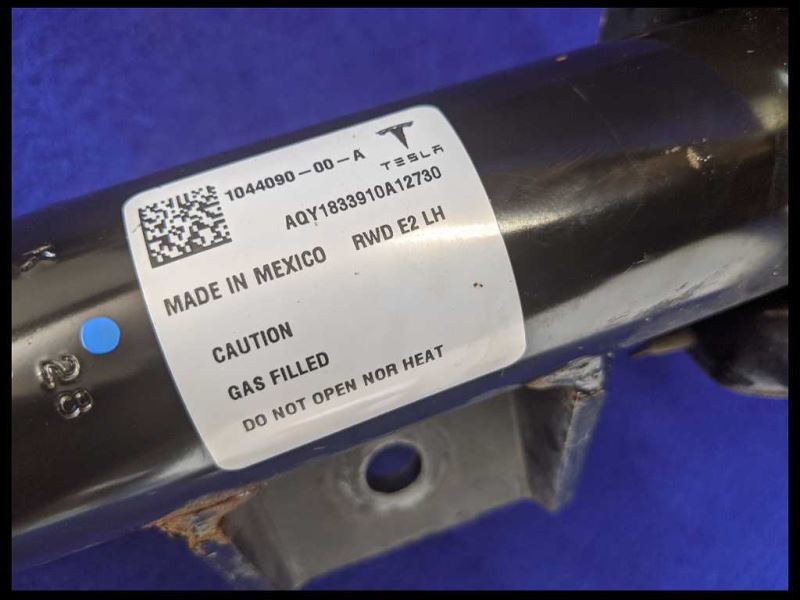 1044090-00-A
TESLA
AQY1833910A12730
MADE IN MEXICO RWD E2 LH
CAUTION
GAS FILLED
DO NOT OPEN NOR HEAT
28